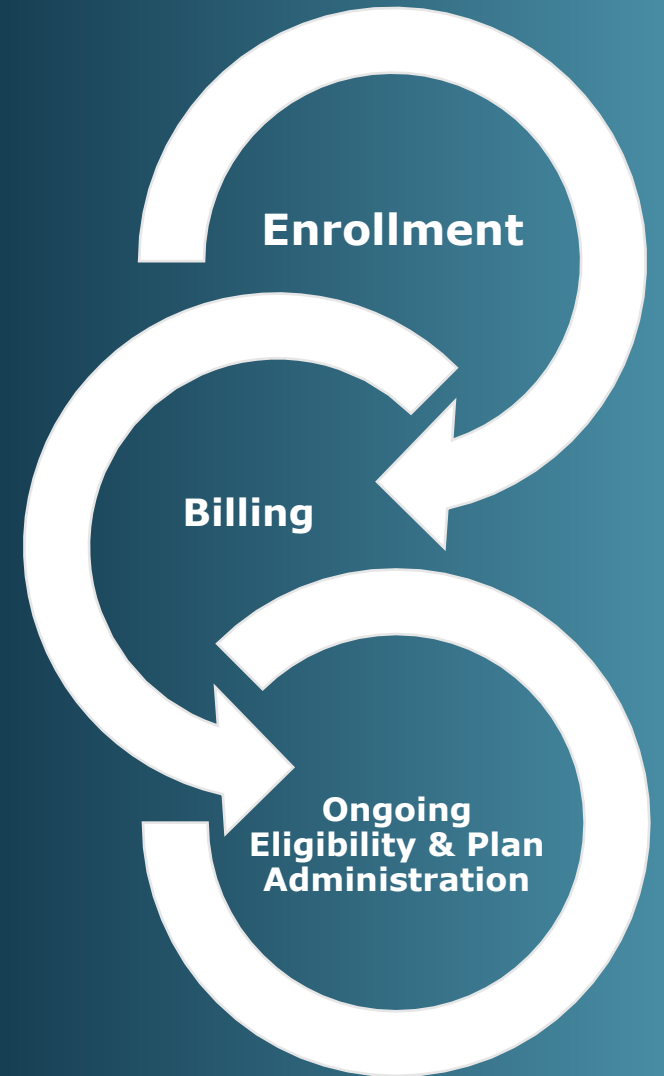 Enrollment
Billing
Ongoing
Eligibility & Plan
Administration